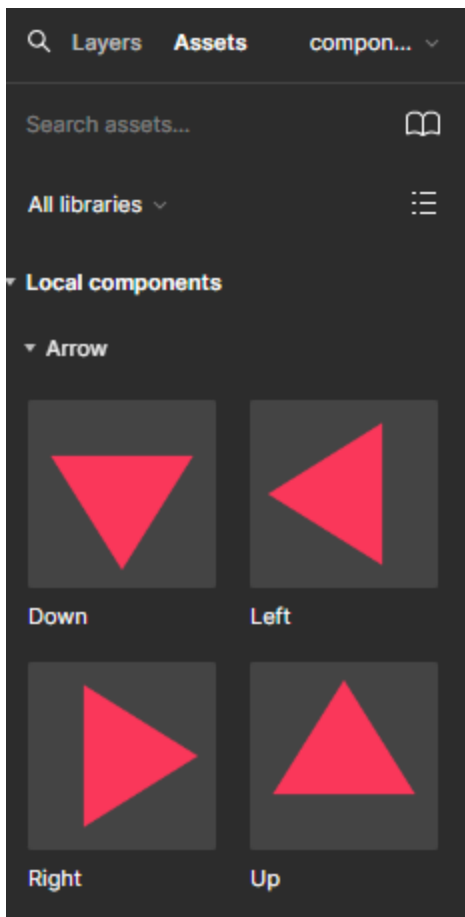 Layers Assets compon...
Search assets...
All libraries
Local components
Arrow
Down Left
Right Up